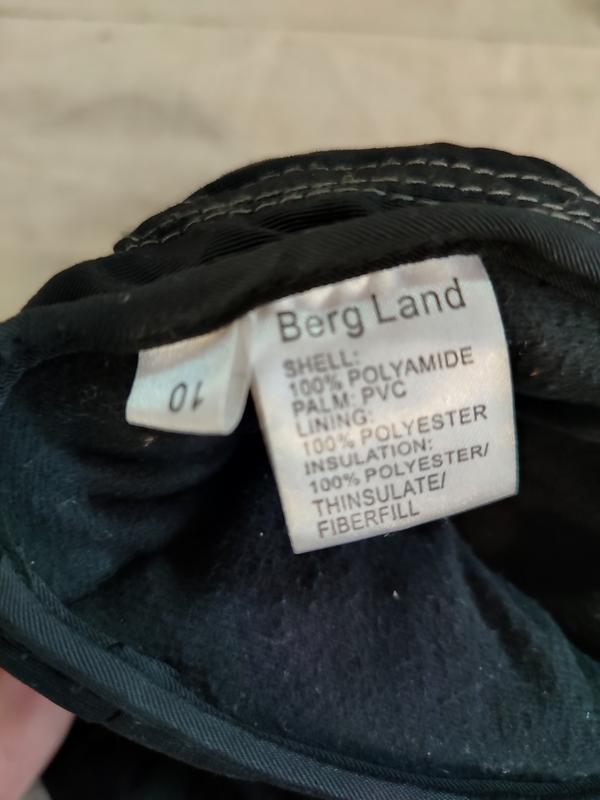 Berg Land
SHELL:
100% POLYAMIDE
PALM: PVC
LINING:
100% POLYESTER
INSULATION:
100% POLYESTER/
THINSULATE/
FIBERFILL
10